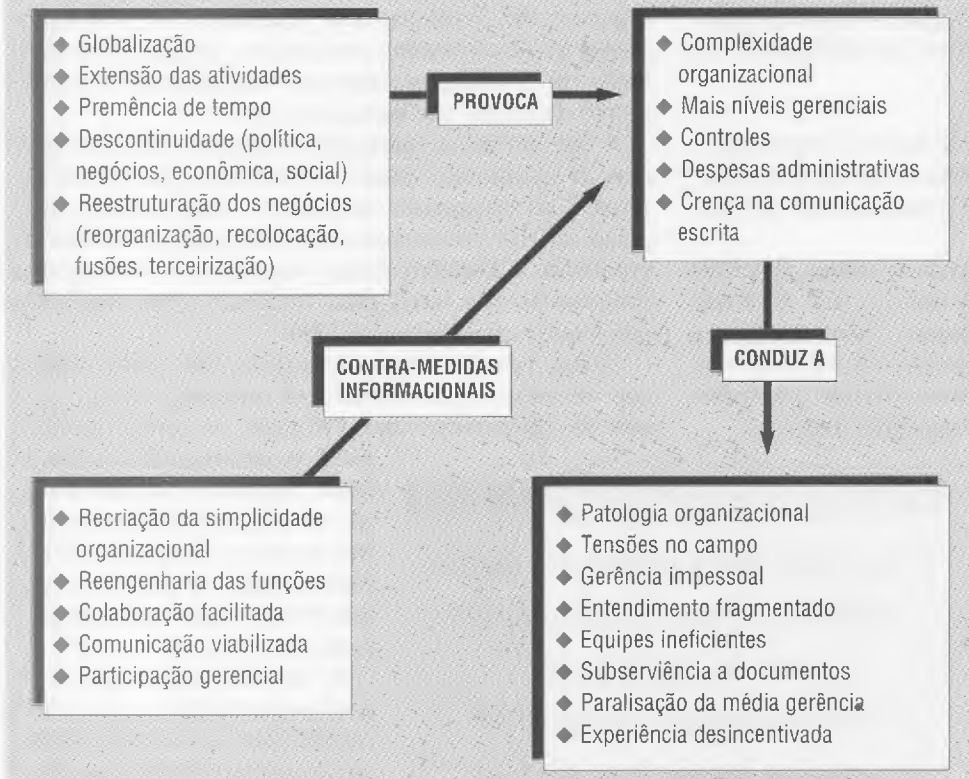 ◆ Globalização
◆ Extensão das atividades
◆ Premência de tempo
◆ Descontinuidade (política,
negócios, econômica, social)
◆ Reestruturação dos negócios
(reorganização, recolocação,
fusões, terceirização)
PROVOCA
◆ Complexidade
organizacional
◆ Mais níveis gerenciais
◆ Controles
◆ Despesas administrativas
◆ Crença na comunicação
escrita
CONTRA-MEDIDAS
INFORMACIONAIS
CONDUZ A
◆ Recriação da simplicidade
organizacional
◆ Reengenharia das funções
◆ Colaboração facilitada
◆ Comunicação viabilizada
◆ Participação gerencial
◆ Patologia organizacional
◆ Tensões no campo
◆ Gerência impessoal
◆ Entendimento fragmentado
◆ Equipes ineficientes
◆ Subserviência a documentos
◆ Paralisação da média gerência
◆ Experiência desincentivada